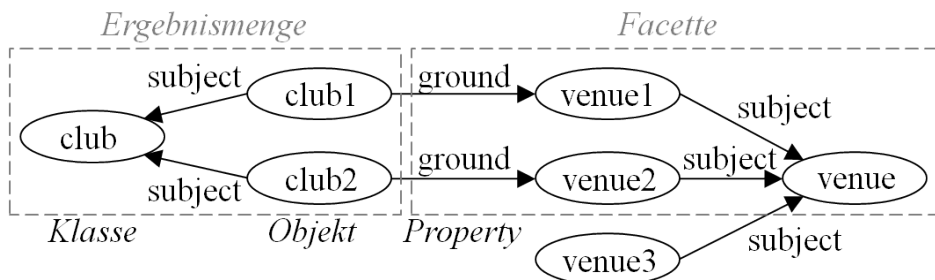 Ergebnismenge Facette
subject club1 ground venue1 subject
club
subject club2 ground venue2 subject venue
Klasse Objekt Property
venue3 subject